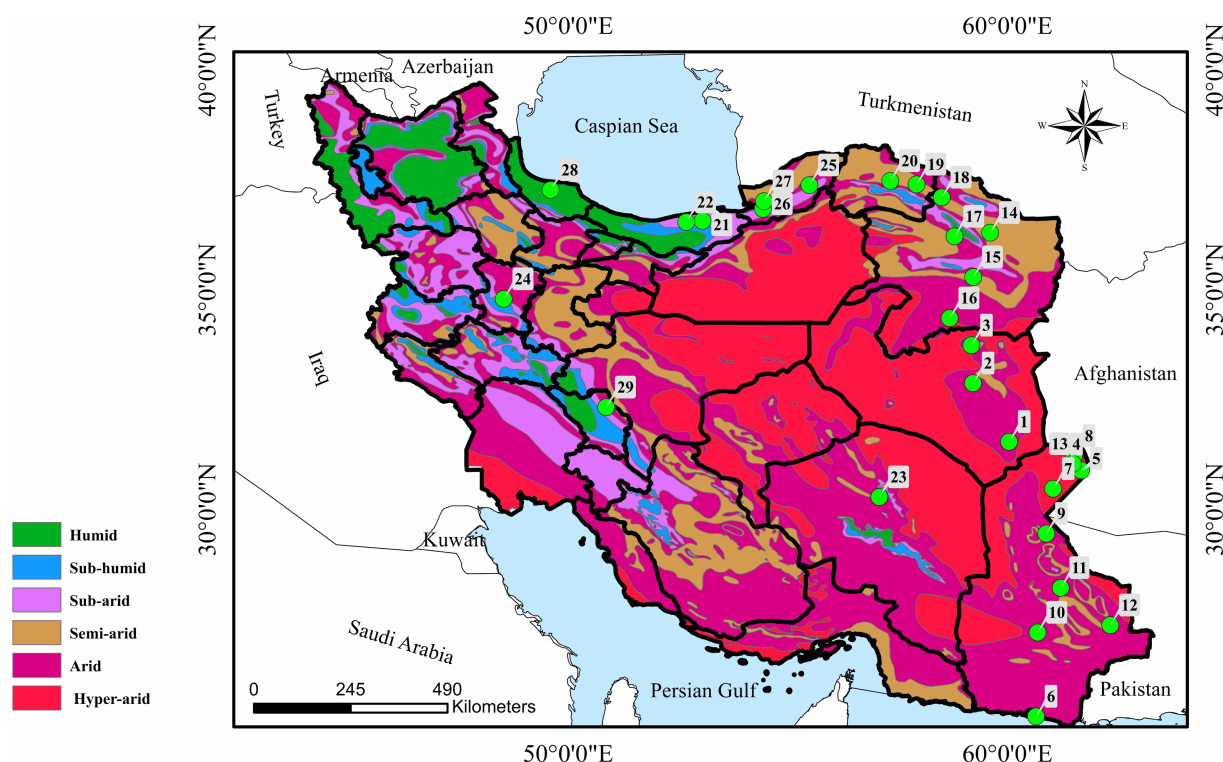 50°0'0"E
60°0'0"E
40°0'0"N
40°0'0"N
Armenia
Azerbaijan
Turkey
Caspian Sea
Turkmenistan
N
W
E
S
28
27
25
20
19
18
22
26
21
17
14
35°0'0"N
35°0'0"N
24
15
16
3
Iraq
2
Afghanistan
29
1
13
4
8
7
5
23
30°0'0"N
30°0'0"N
9
Kuwait
Humid
Sub-humid
Sub-arid
Semi-arid
Arid
Hyper-arid
11
10
12
Saudi Arabia
0
245
490
Kilometers
Persian Gulf
6
Pakistan
50°0'0"E
60°0'0"E